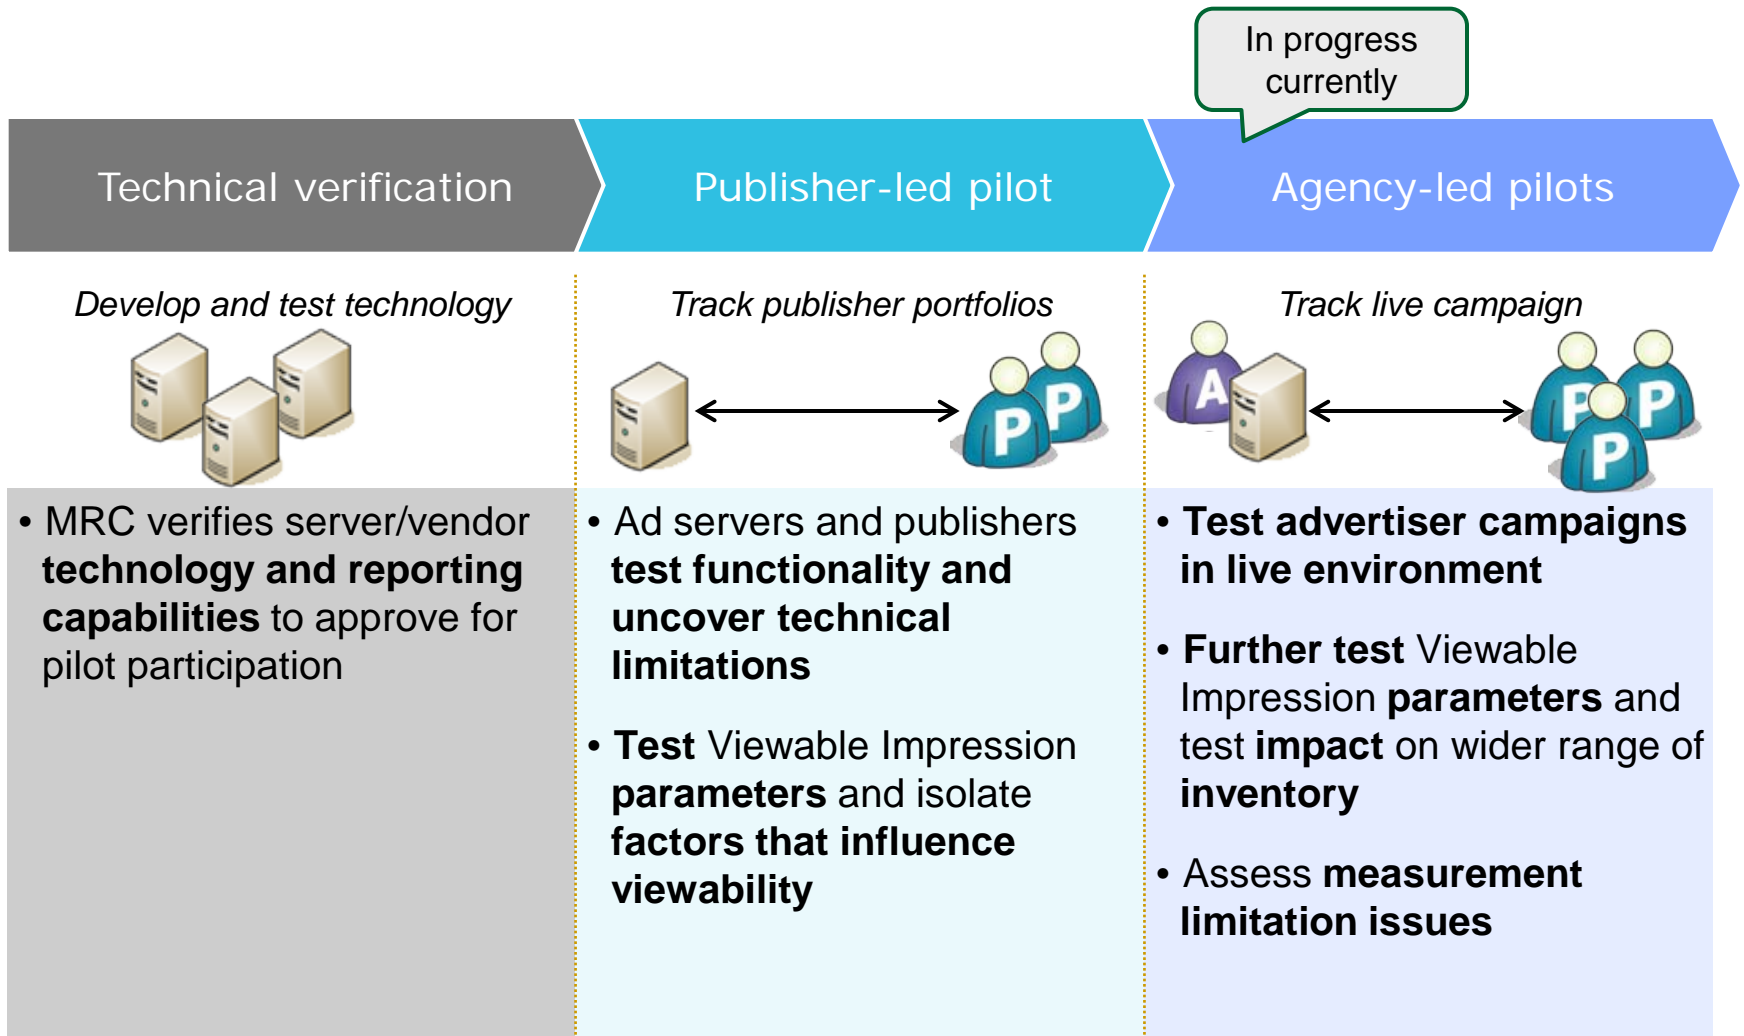 In progress
currently
Technical verification
Publisher-led pilot
Agency-led pilots
Develop and test technology
Track publisher portfolios
Track live campaign
P
P
A
P
P
P
• MRC verifies server/vendor
technology and reporting
capabilities to approve for
pilot participation
• Ad servers and publishers
test functionality and
uncover technical
limitations
• Test Viewable Impression
parameters and isolate
factors that influence
viewability
• Test advertiser campaigns
in live environment
• Further test Viewable
Impression parameters and
test impact on wider range of
inventory
• Assess measurement
limitation issues